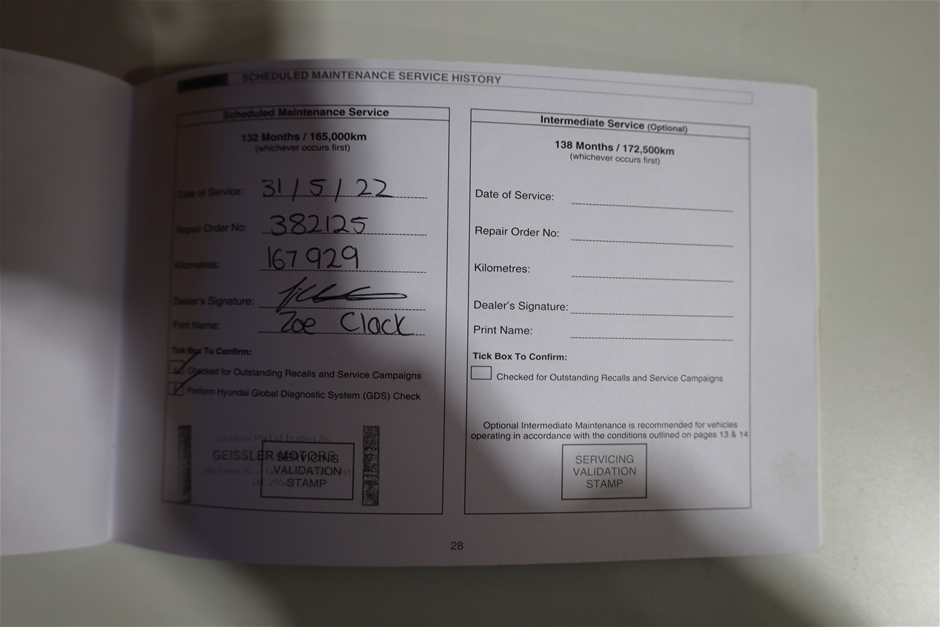 SCHEDULED MAINTENANCE SERVICE HISTORY
Scheduled Maintenance Service
132 Months / 165,000km
(whichever occurs first)
Date of Service: 31/5/22
Repair Order No: 382125
Kilometres: 167929
Dealer's Signature:
Print Name: Zoe Clack
Tick Box To Confirm:
Checked for Outstanding Recalls and Service Campaigns
Perform Hyundai Global Diagnostic System (GDS) Check
Pty Ltd Trading As
GEISSLER MOTORS
SERVICING
VALIDATION
STAMP
Intermediate Service (Optional)
138 Months / 172,500km
(whichever occurs first)
Date of Service:
Repair Order No:
Kilometres:
Dealer's Signature:
Print Name:
Tick Box To Confirm:
Checked for Outstanding Recalls and Service Campaigns
Optional Intermediate Maintenance is recommended for vehicles
operating in accordance with the conditions outlined on pages 13 & 14
SERVICING
VALIDATION
STAMP
28